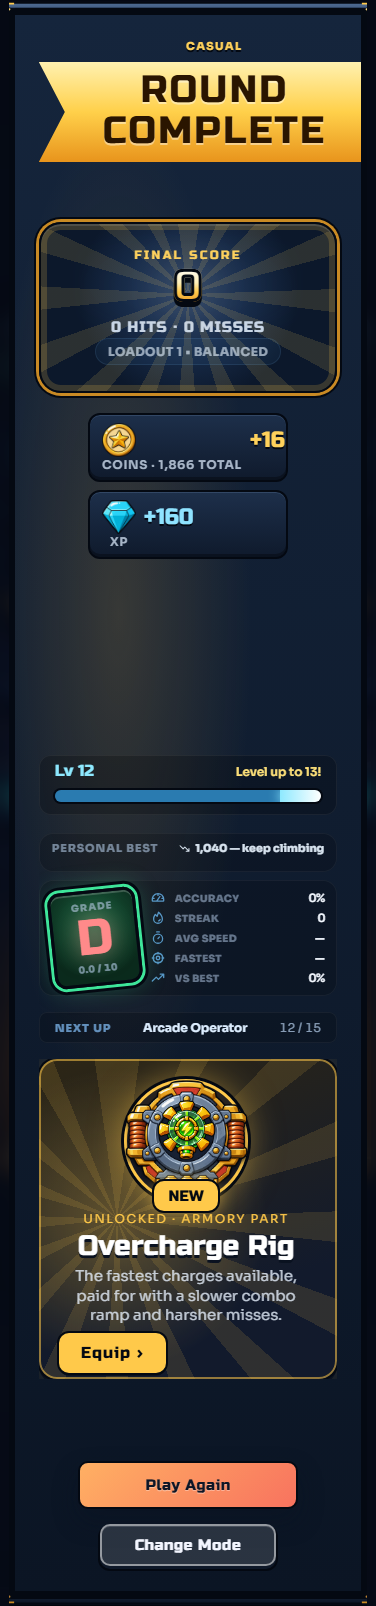 CASUAL
ROUND
COMPLETE
FINAL SCORE
0
0 HITS · 0 MISSES
LOADOUT 1 • BALANCED
+16
COINS · 1,866 TOTAL
+160
XP
Lv 12 Level up to 13!
PERSONAL BEST 1,040 — keep climbing
GRADE
D
0.0 / 10
ACCURACY 0%
STREAK 0
AVG SPEED —
FASTEST —
VS BEST 0%
NEXT UP Arcade Operator 12 / 15
NEW
UNLOCKED · ARMORY PART
Overcharge Rig
The fastest charges available,
paid for with a slower combo
ramp and harsher misses.
Equip ›
Play Again
Change Mode